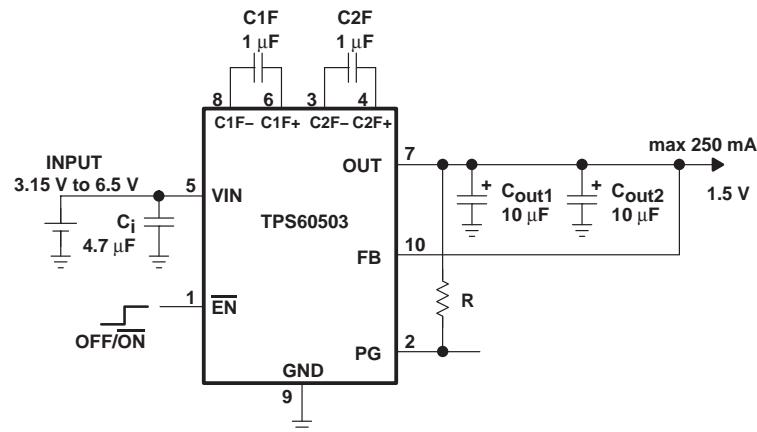 C1F
1 μF
C2F
1 μF
8
6
3
4
C1F− C1F+ C2F− C2F+
INPUT
3.15 V to 6.5 V
5
VIN
OUT
7
max 250 mA
1.5 V
Ci
4.7 μF
TPS60503
+ Cout1
10 μF
+ Cout2
10 μF
FB
10
1
EN
OFF/ON
R
PG
2
GND
9